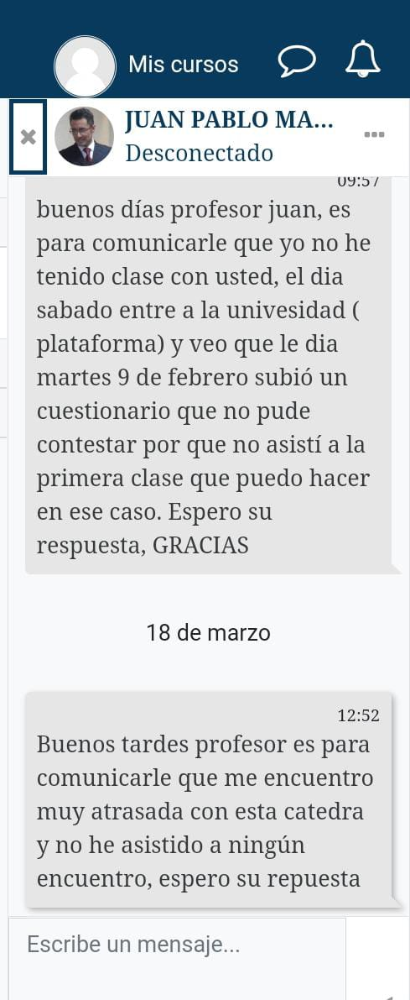 Mis cursos
JUAN PABLO MA...
Desconectado
09:57
buenos días profesor juan, es
para comunicarle que yo no he
tenido clase con usted, el dia
sabado entre a la univesidad (
plataforma) y veo que le dia
martes 9 de febrero subió un
cuestionario que no pude
contestar por que no asistí a la
primera clase que puedo hacer
en ese caso. Espero su
respuesta, GRACIAS
18 de marzo
12:52
Buenos tardes profesor es para
comunicarle que me encuentro
muy atrasada con esta catedra
y no he asistido a ningún
encuentro, espero su repuesta
Escribe un mensaje...